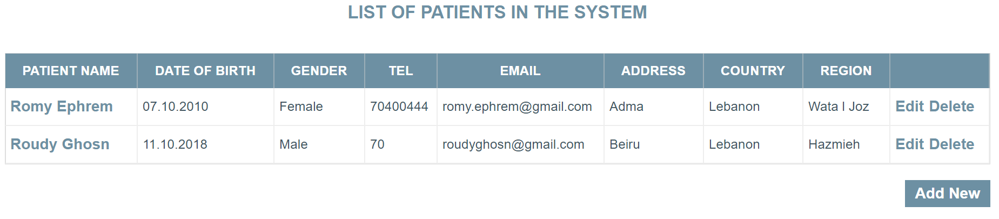 LIST OF PATIENTS IN THE SYSTEM
PATIENT NAME DATE OF BIRTH GENDER TEL EMAIL ADDRESS COUNTRY REGION
Romy Ephrem 07.10.2010 Female 70400444 romy.ephrem@gmail.com Adma Lebanon Wata l Joz Edit Delete
Roudy Ghosn 11.10.2018 Male 70 roudyghosn@gmail.com Beiru Lebanon Hazmieh Edit Delete
Add New